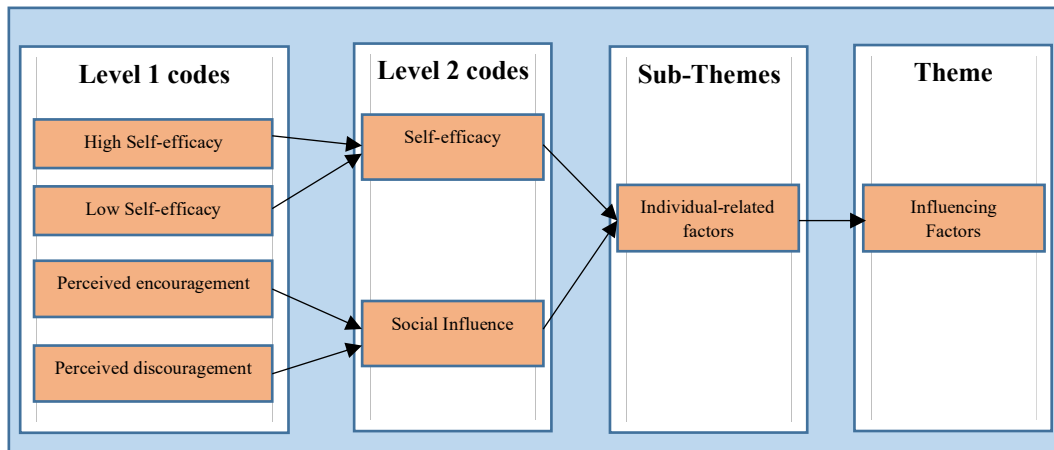 Level 1 codes
High Self-efficacy
Low Self-efficacy
Perceived encouragement
Perceived discouragement
Level 2 codes
Self-efficacy
Social Influence
Sub-Themes
Individual-related
factors
Theme
Influencing
Factors